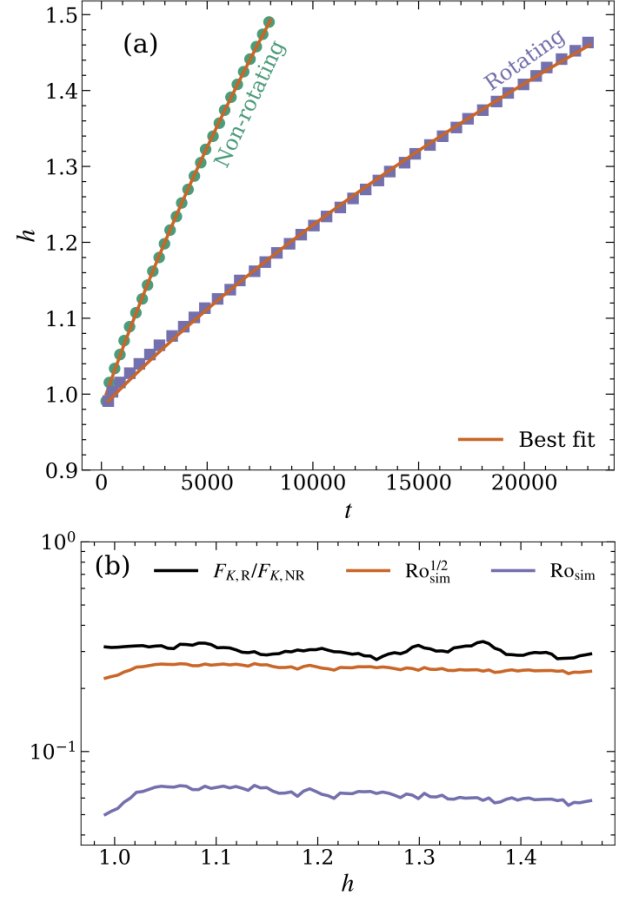 (a)
1.5
1.4
1.3
1.2
1.1
1.0
0.9
h
Non-rotating
Rotating
Best fit
0 5000 10000 15000 20000
t
(b)
F_{K,R}/F_{K,NR} Ro_{sim}^{1/2} Ro_{sim}
10^0
10^{-1}
1.0 1.1 1.2 1.3 1.4
h